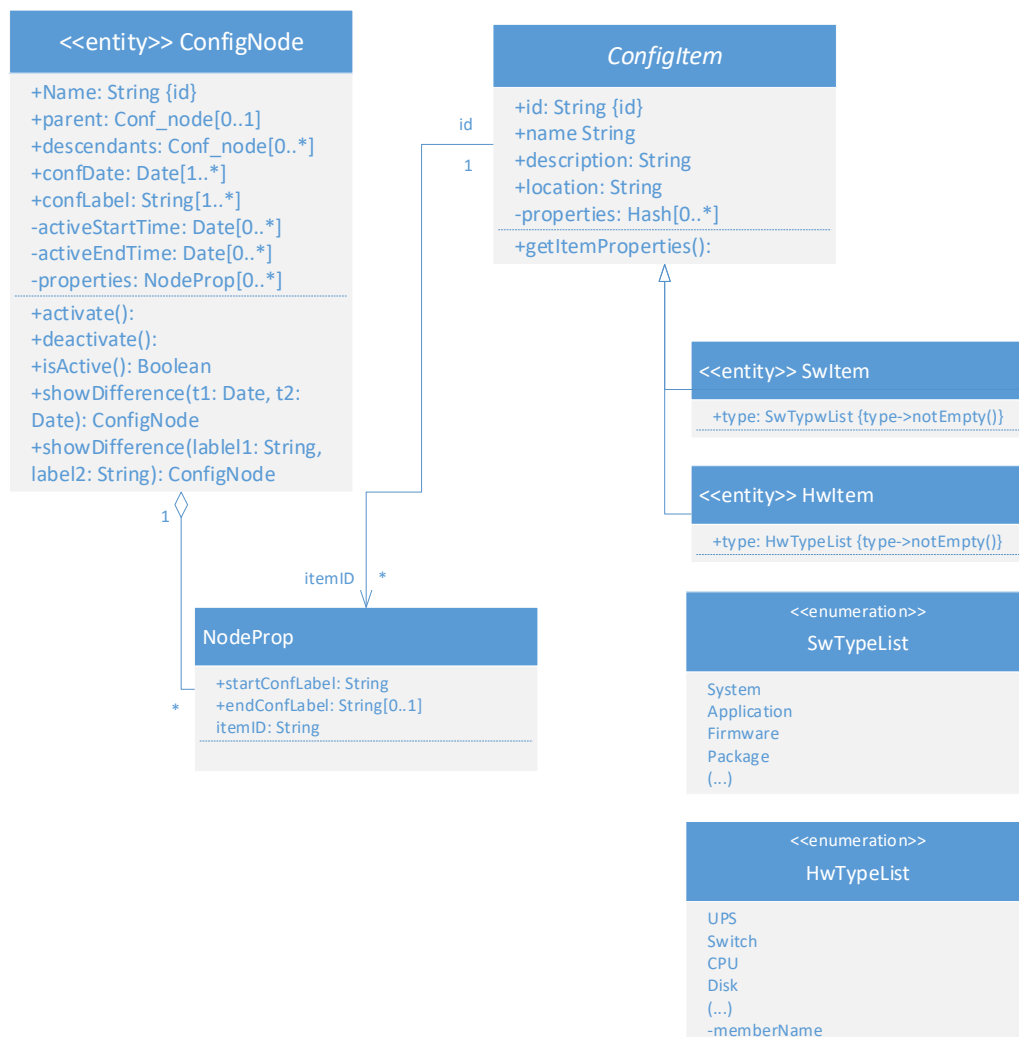 <<entity>> ConfigNode
+Name: String {id}
+parent: Conf_node[0..1]
+descendants: Conf_node[0..*]
+confDate: Date[1..*]
+confLabel: String[1..*]
-activeStartTime: Date[0..*]
-activeEndTime: Date[0..*]
-properties: NodeProp[0..*]
+activate():
+deactivate():
+isActive(): Boolean
+showDifference(t1: Date, t2:
Date): ConfigNode
+showDifference(lablel1: String,
label2: String): ConfigNode
1
*
id
1
itemID
*
ConfigItem
+id: String {id}
+name String
+description: String
+location: String
-properties: Hash[0..*]
+getItemProperties():
<<entity>> SwItem
+type: SwTypwList {type->notEmpty()}
<<entity>> HwItem
+type: HwTypeList {type->notEmpty()}
NodeProp
+startConfLabel: String
+endConfLabel: String[0..1]
itemID: String
<<enumeration>>
SwTypeList
System
Application
Firmware
Package
(...)
<<enumeration>>
HwTypeList
UPS
Switch
CPU
Disk
(...)
-memberName